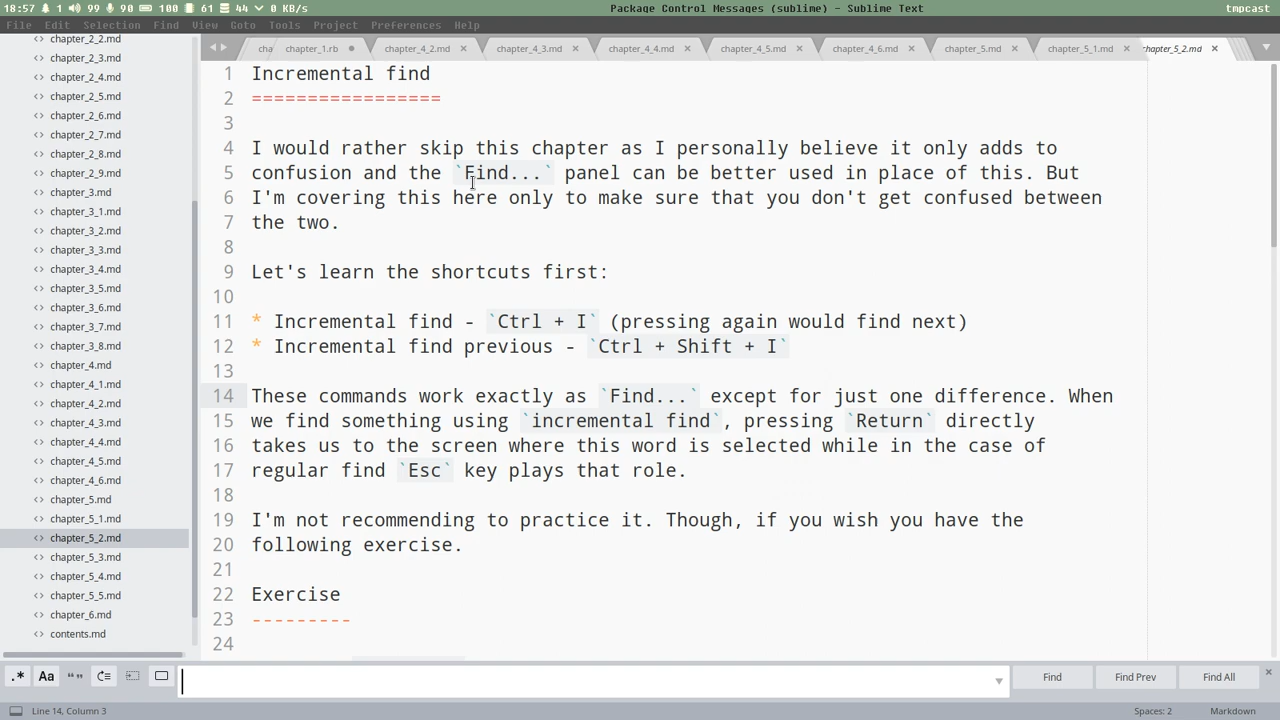 18:57 1 99 90 100 61 44 0 KB/s Package Control Messages (sublime) - Sublime Text tmpcast
File Edit Selection Find View Goto Tools Project Preferences Help
cha chapter_1.rb chapter_4_2.md chapter_4_3.md chapter_4_4.md chapter_4_5.md chapter_4_6.md chapter_5.md chapter_5_1.md chapter_5_2.md
chapter_2_2.md
chapter_2_3.md
chapter_2_4.md
chapter_2_5.md
chapter_2_6.md
chapter_2_7.md
chapter_2_8.md
chapter_2_9.md
chapter_3.md
chapter_3_1.md
chapter_3_2.md
chapter_3_3.md
chapter_3_4.md
chapter_3_5.md
chapter_3_6.md
chapter_3_7.md
chapter_3_8.md
chapter_4.md
chapter_4_1.md
chapter_4_2.md
chapter_4_3.md
chapter_4_4.md
chapter_4_5.md
chapter_4_6.md
chapter_5.md
chapter_5_1.md
chapter_5_2.md
chapter_5_3.md
chapter_5_4.md
chapter_5_5.md
chapter_6.md
contents.md
1 Incremental find
2 =================
3
4 I would rather skip this chapter as I personally believe it only adds to
5 confusion and the `Find...` panel can be better used in place of this. But
6 I'm covering this here only to make sure that you don't get confused between
7 the two.
8
9 Let's learn the shortcuts first:
10
11 * Incremental find - `Ctrl + I` (pressing again would find next)
12 * Incremental find previous - `Ctrl + Shift + I`
13
14 These commands work exactly as `Find...` except for just one difference. When
15 we find something using `incremental find`, pressing `Return` directly
16 takes us to the screen where this word is selected while in the case of
17 regular find `Esc` key plays that role.
18
19 I'm not recommending to practice it. Though, if you wish you have the
20 following exercise.
21
22 Exercise
23 ---------
24
.* Aa “” Find Find Prev Find All
Line 14, Column 3 Spaces: 2 Markdown